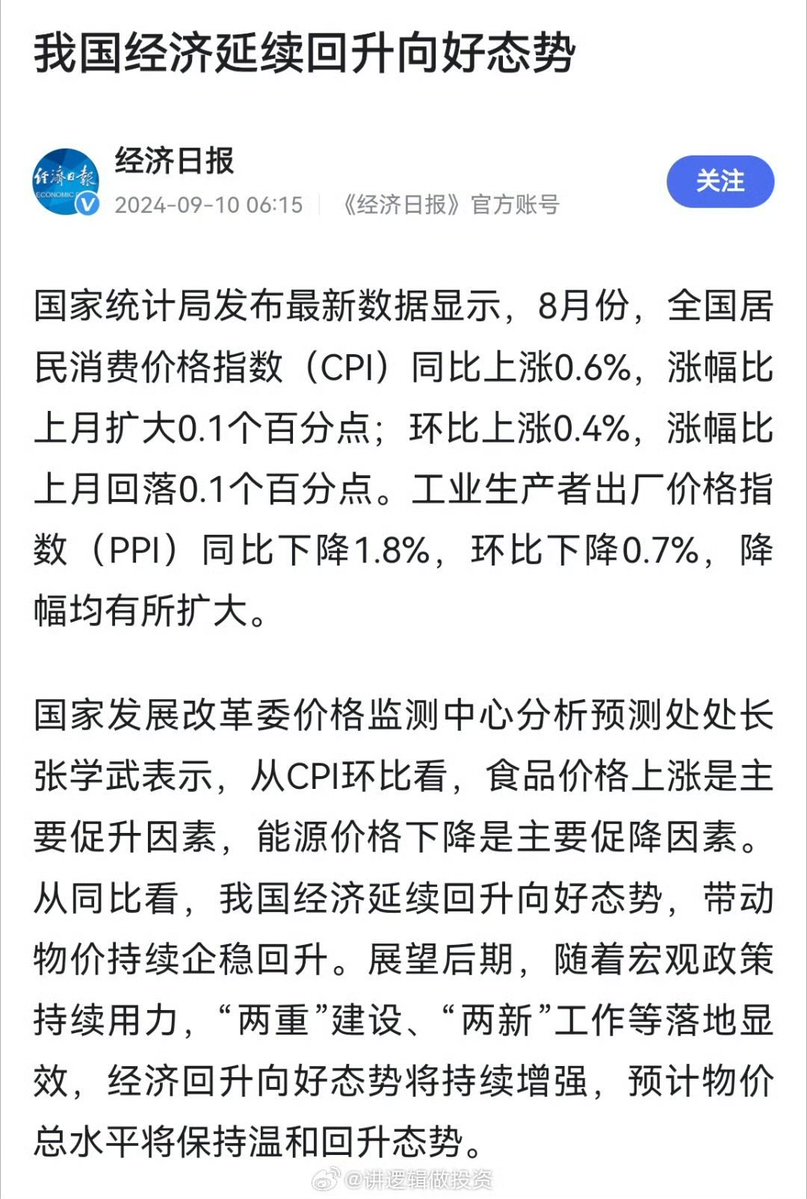 我国经济延续回升向好态势
经济日报
经济日报
2024-09-10 06:15
《经济日报》官方账号
关注
国家统计局发布最新数据显示，8月份，全国居
民消费价格指数（CPI）同比上涨0.6%，涨幅比
上月扩大0.1个百分点；环比上涨0.4%，涨幅比
上月回落0.1个百分点。工业生产者出厂价格指
数（PPI）同比下降1.8%，环比下降0.7%，降
幅均有所扩大。
国家发展改革委价格监测中心分析预测处处长
张学武表示，从CPI环比看，食品价格上涨是主
要促升因素，能源价格下降是主要促降因素。
从同比看，我国经济延续回升向好态势，带动
物价持续企稳回升。展望后期，随着宏观政策
持续用力，“两重”建设、“两新”工作等落地显
效，经济回升向好态势将持续增强，预计物价
总水平将保持温和回升态势。
@讲逻辑做投资